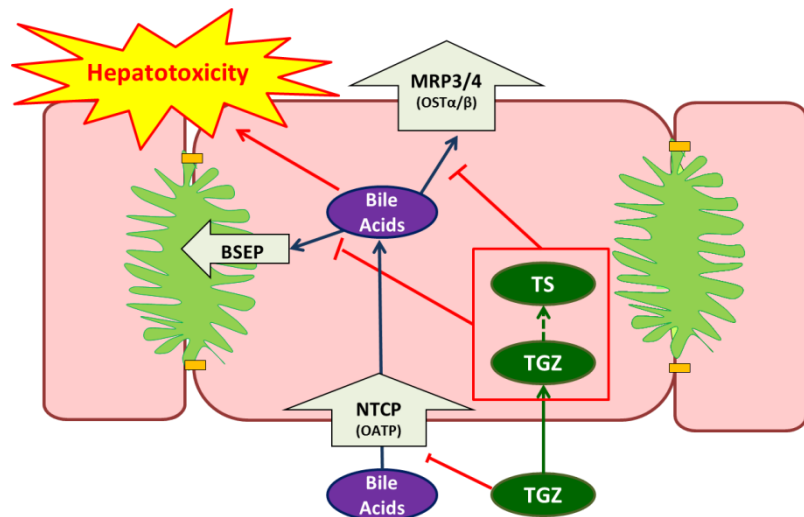 Hepatotoxicity
MRP3/4
(OSTα/β)
Bile
Acids
BSEP
TS
TGZ
NTCP
(OATP)
Bile
Acids
TGZ